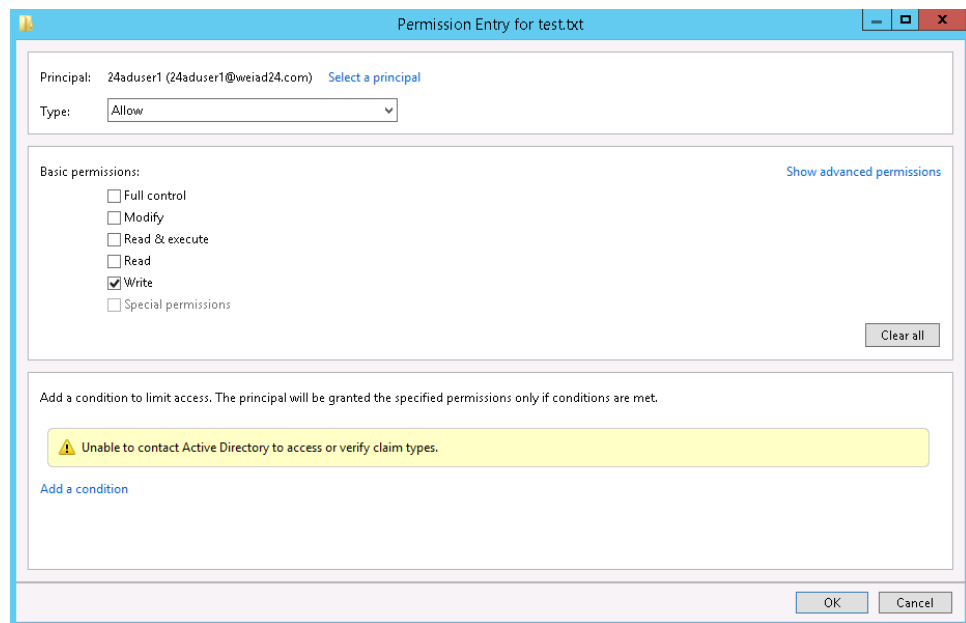 Permission Entry for test.txt
Principal: 24aduser1 (24aduser1@weiad24.com) Select a principal
Type: Allow
Basic permissions: Show advanced permissions
Full control
Modify
Read & execute
Read
Write
Special permissions
Clear all
Add a condition to limit access. The principal will be granted the specified permissions only if conditions are met.
Unable to contact Active Directory to access or verify claim types.
Add a condition
OK Cancel